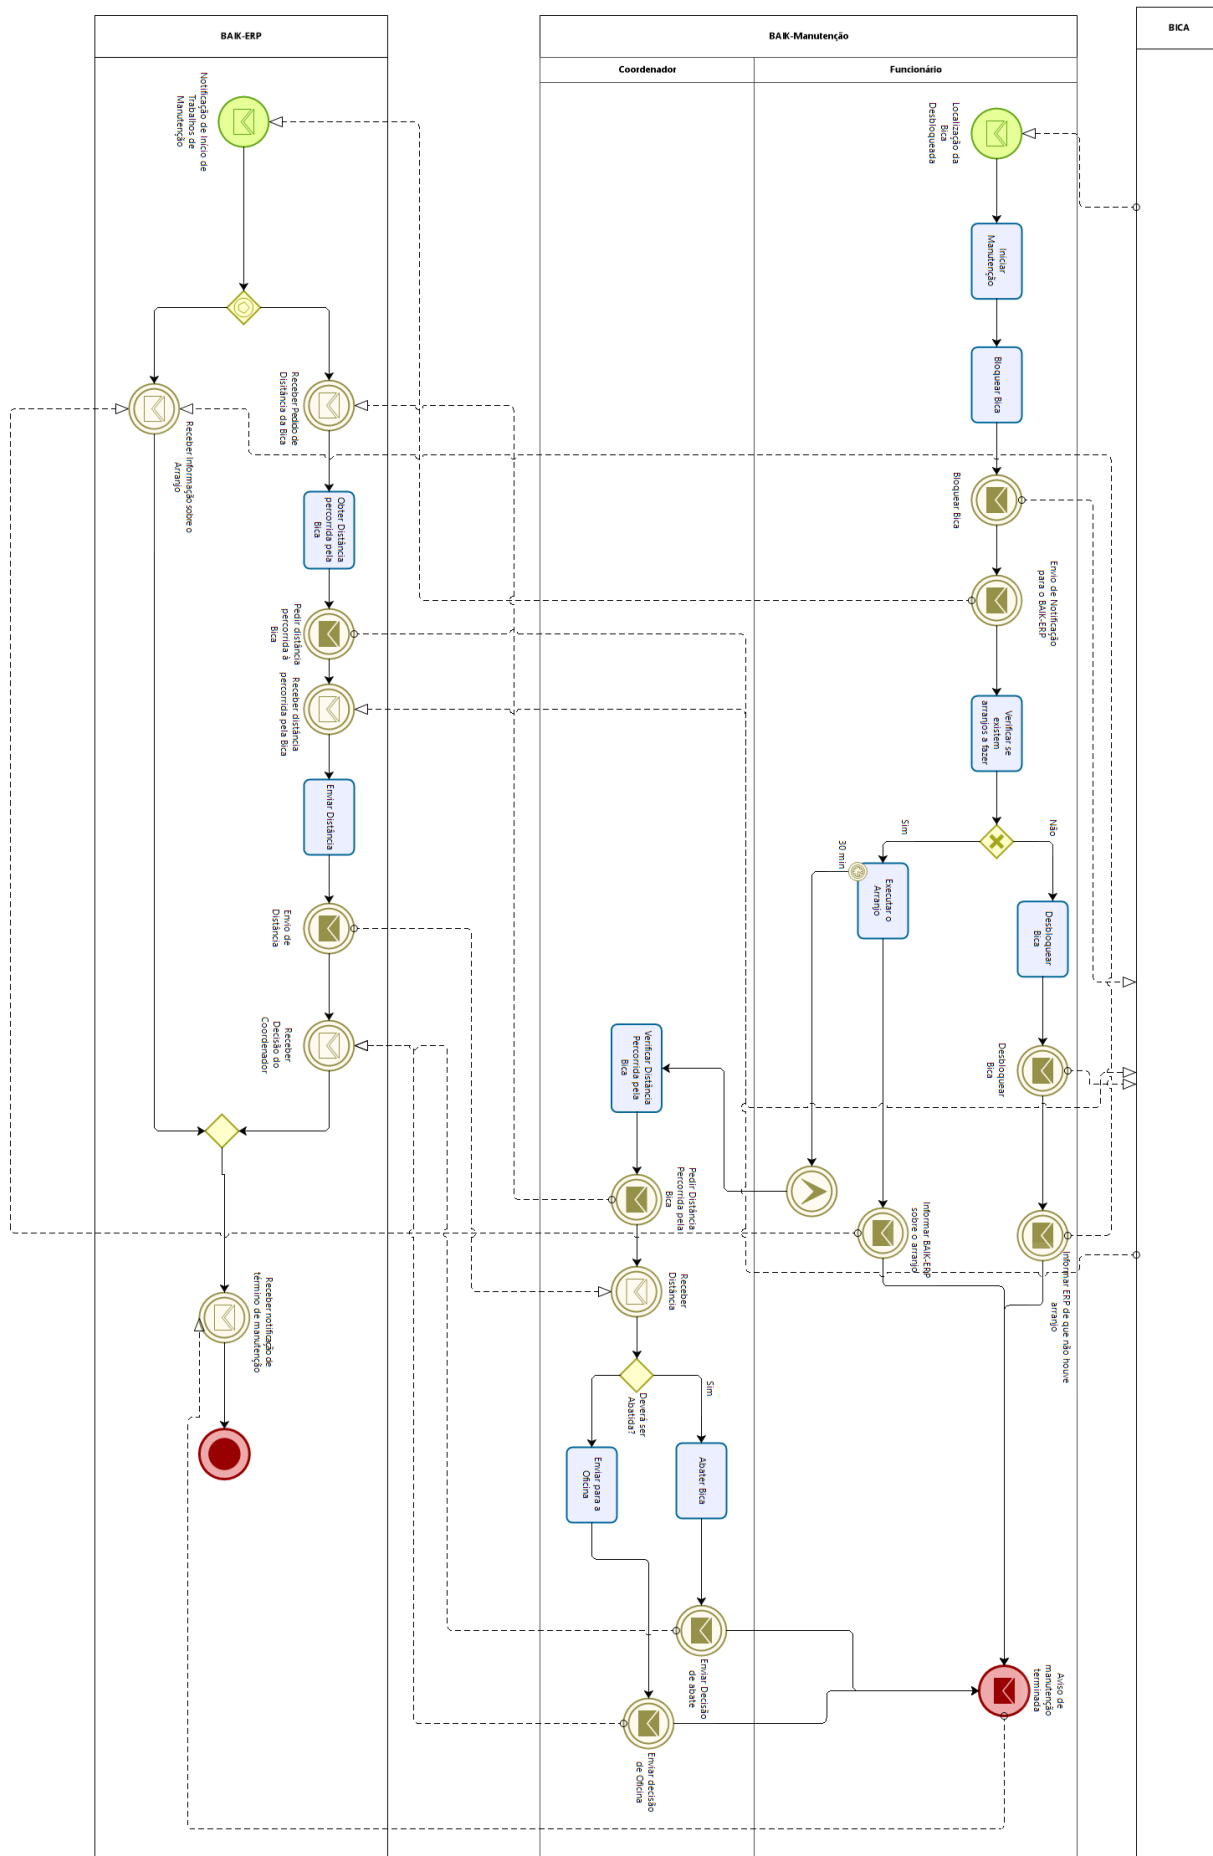 BAIK-ERP
BAIK-Manutenção
BICA
Coordenador
Funcionário
Notificação de Início de
Trabalhos de
Manutenção
Receber Pedido de
Disitância da Bica
Receber Informação sobre o
Arranjo
Obter Distância
percorrida pela
Bica
Pedir distância
percorrida à
Bica
Receber distância
percorrida pela Bica
Enviar Distância
Envio de
Distância
Receber
Decisão do
Coordenador
Receber notificação de
término de manutenção
Localização da
Bica
Desbloqueada
Iniciar
Manutenção
Bloquear Bica
Bloquear Bica
Envio de Notificação
para o BAIK-ERP
Verificar se
existem
arranjos a fazer
Não
Sim
30 min
Executar o
Arranjo
Desbloquear
Bica
Desbloquear
Bica
Informar BAIK-ERP
sobre o arranjo
Informar ERP de que não houve
arranjo
Verificar Distância
Percorrida pela
Bica
Pedir Distância
Percorrida pela
Bica
Receber
Distância
Deverá ser
Abatida?
Sim
Abater Bica
Enviar para a
Oficina
Enviar Decisão
de abate
Enviar decisão
de Oficina
Aviso de
manutenção
terminada